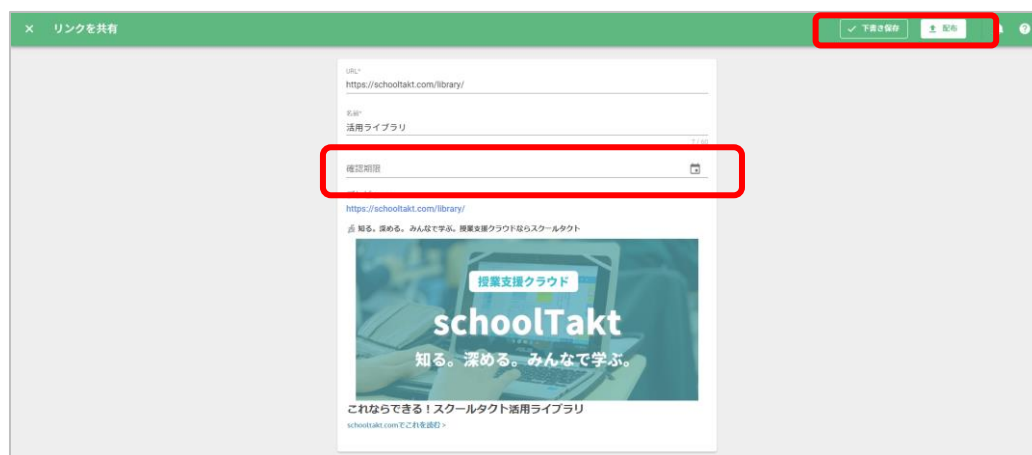 × リンクを共有
✓ 下書き保存
配布
URL*
https://schooltakt.com/library/
名前*
活用ライブラリ
7 / 50
確認期限
https://schooltakt.com/library/
知る。深める。みんなで学ぶ。授業支援クラウドならスクールタクト
授業支援クラウド
schoolTakt
知る。深める。みんなで学ぶ。
これならできる!スクールタクト活用ライブラリ
schooltakt.comでこれを読む >